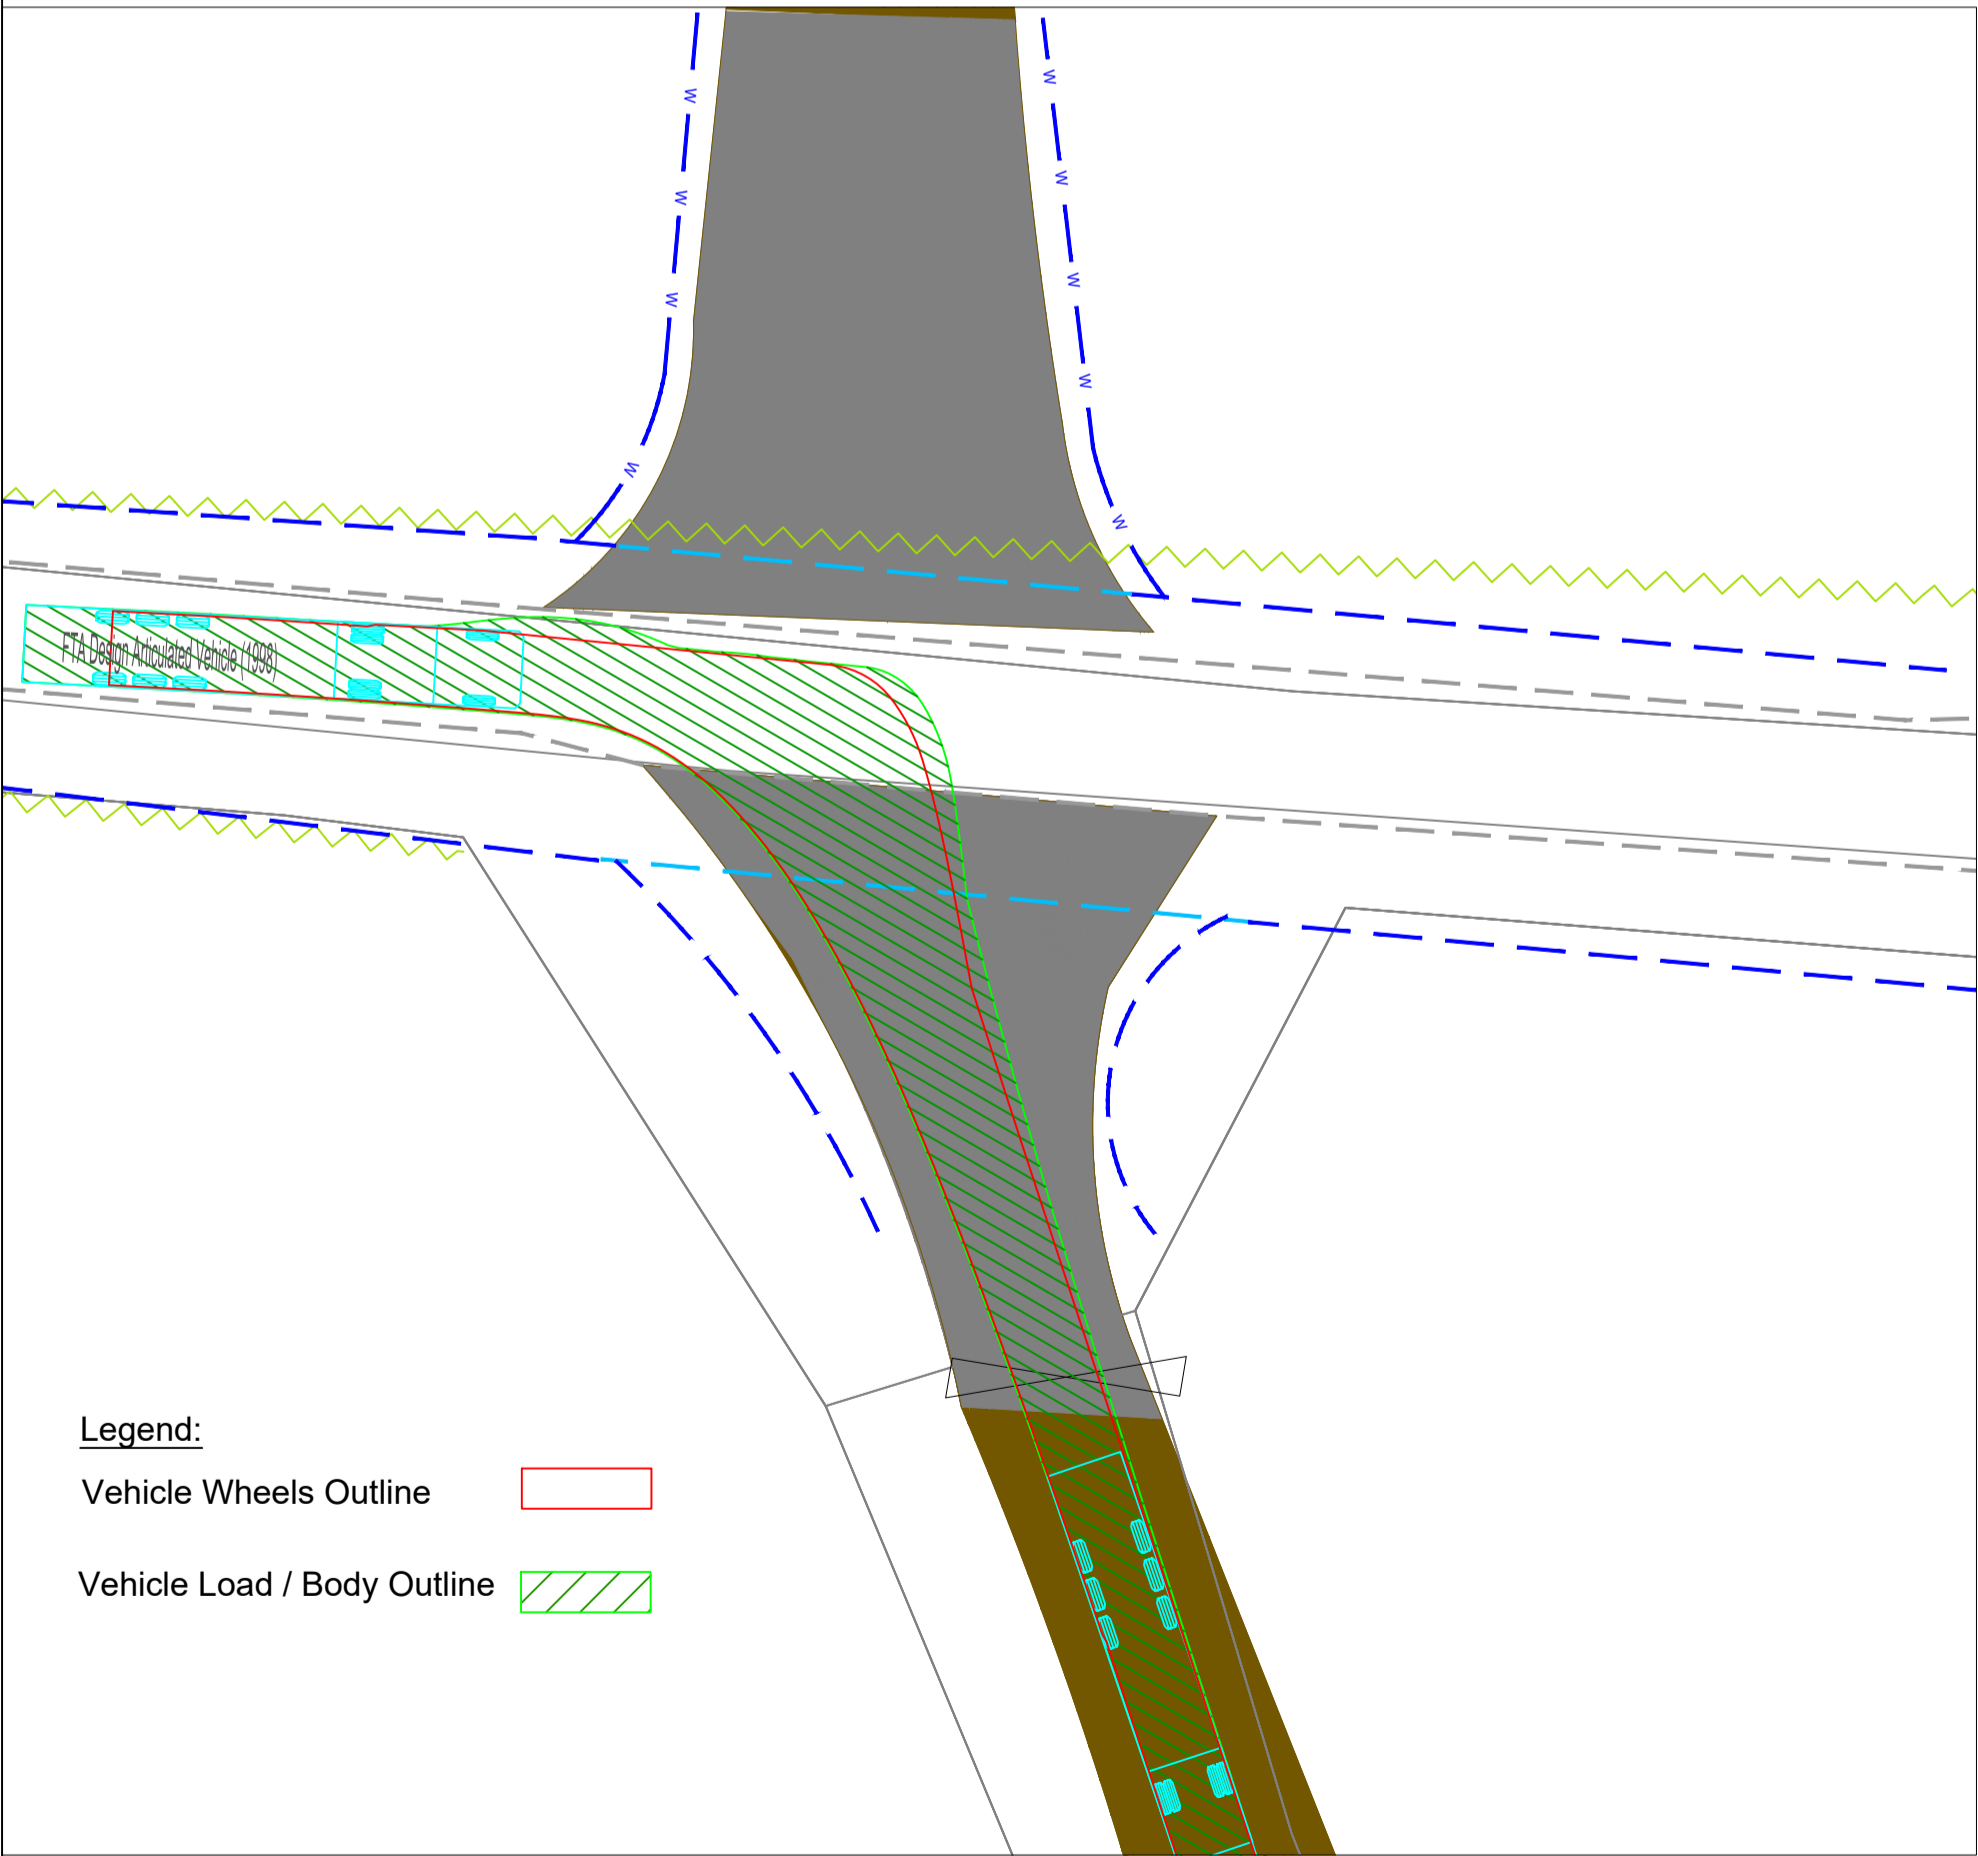 W
W
W
W
W
W
W
W
W
W
FTA Design Articulated Vehicle (1998)
Legend:
Vehicle Wheels Outline
Vehicle Load / Body Outline